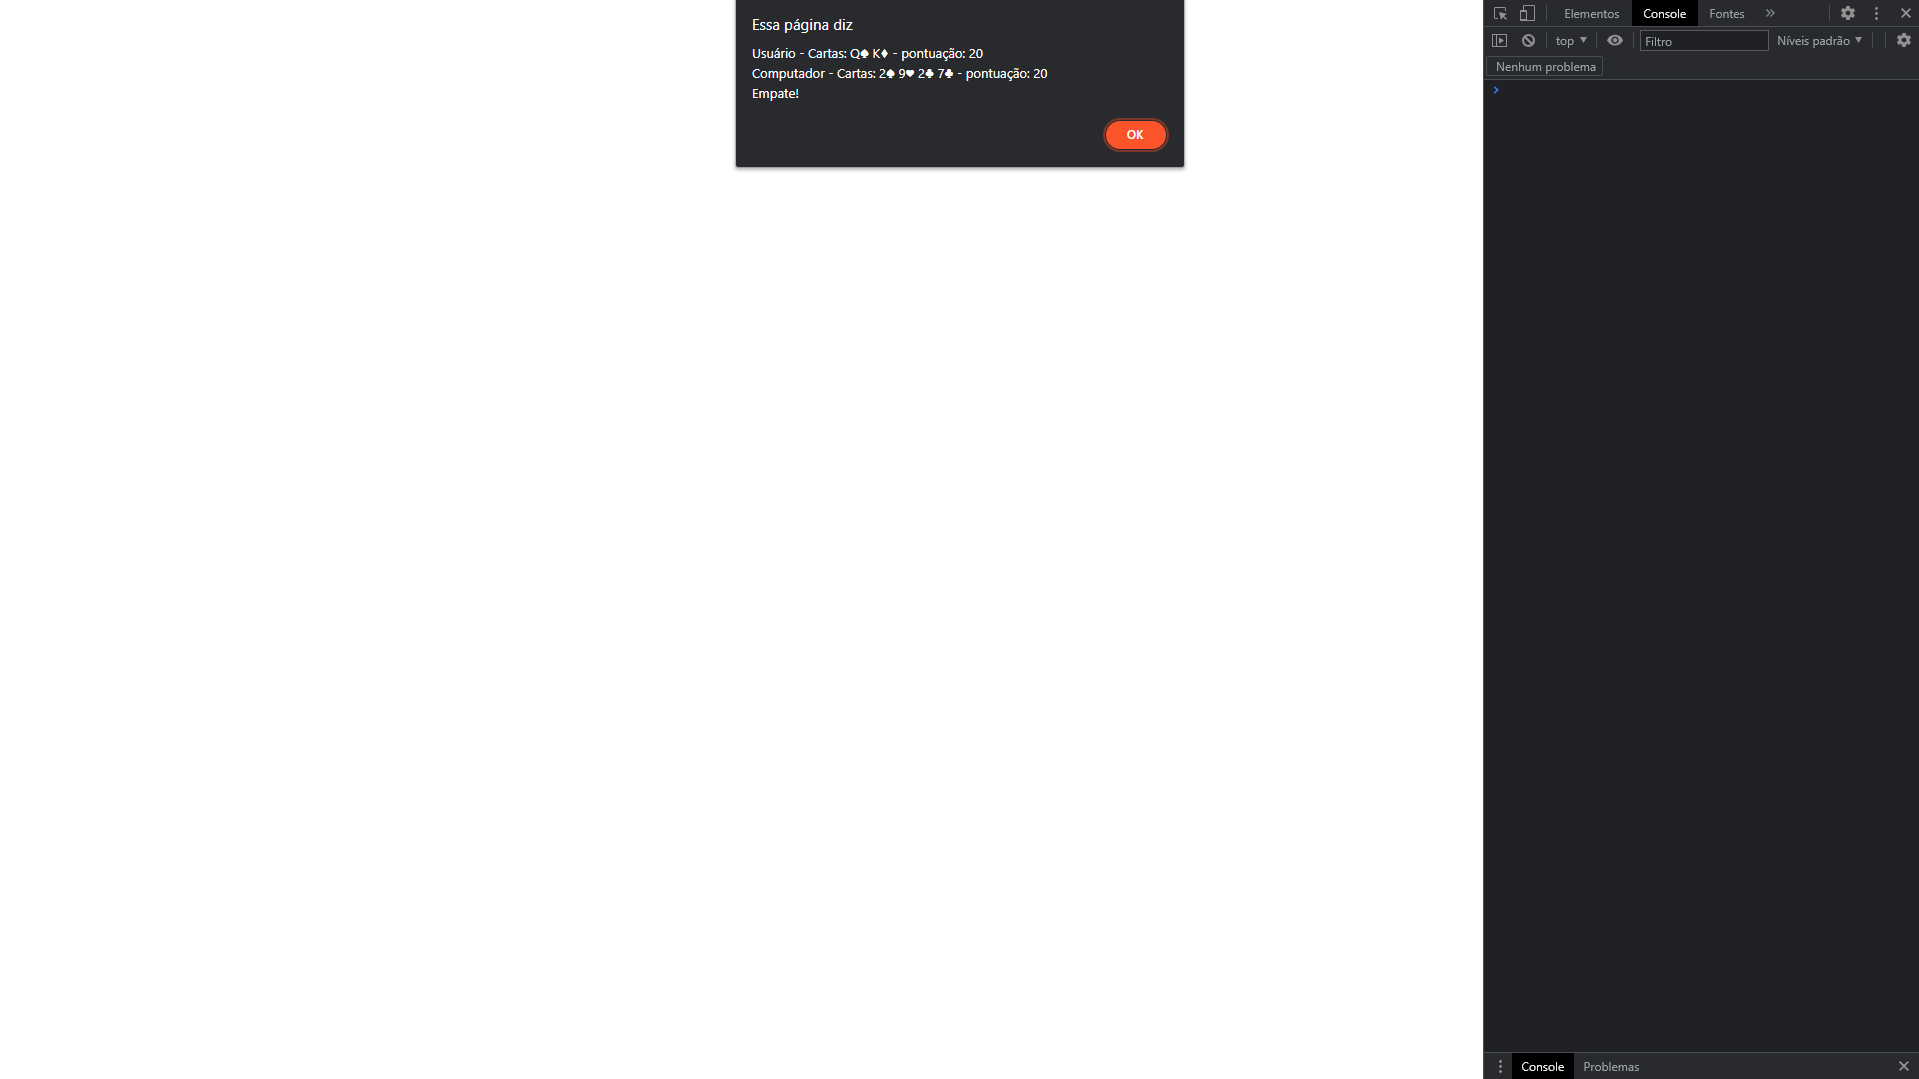 Essa página diz
Usuário - Cartas: Q♠ K♦ - pontuação: 20
Computador - Cartas: 2♠ 9♥ 2♣ 7♣ - pontuação: 20
Empate!
OK
Elementos Console Fontes »
top ▼ Filtro Níveis padrão ▼
Nenhum problema
Console Problemas